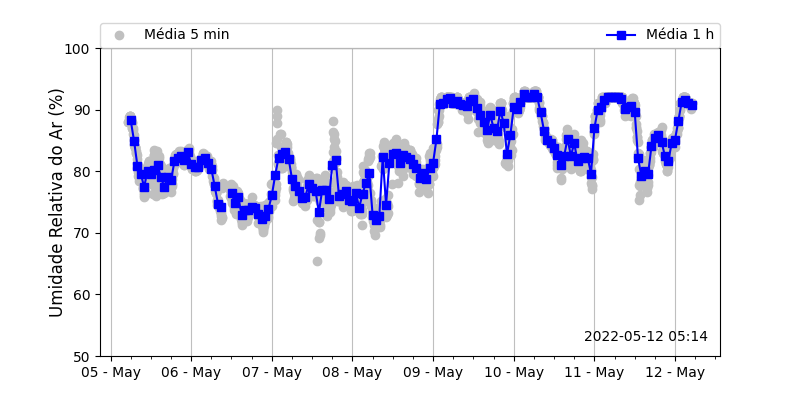 Média 5 min
Média 1 h
Umidade Relativa do Ar (%)
100
90
80
70
60
50
2022-05-12 05:14
05 - May
06 - May
07 - May
08 - May
09 - May
10 - May
11 - May
12 - May